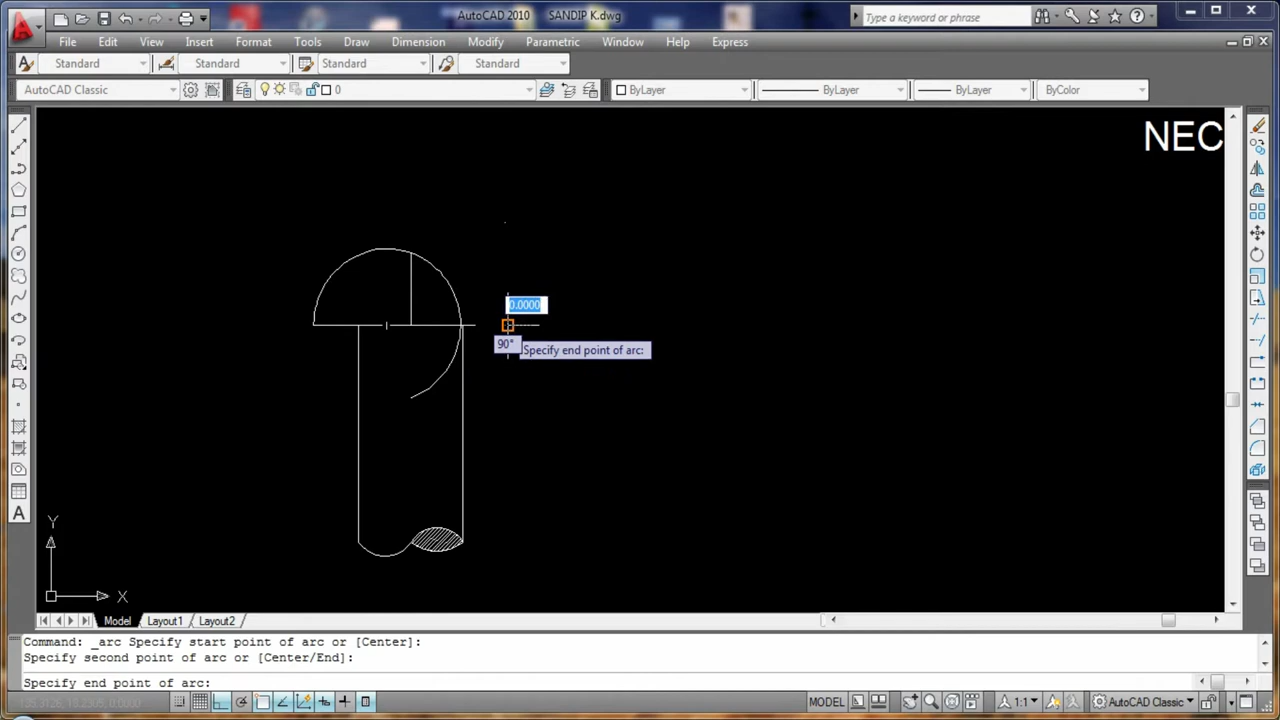 AutoCAD 2010 SANDIP K.dwg Type a keyword or phrase
File Edit View Insert Format Tools Draw Dimension Modify Parametric Window Help Express
Standard Standard Standard Standard
AutoCAD Classic 0 ByLayer ByLayer ByLayer ByColor
NEC
0.0000
90° Specify end point of arc:
Y
X
Model Layout1 Layout2
Command: _arc Specify start point of arc or [Center]:
Specify second point of arc or [Center/End]:
Specify end point of arc:
MODEL 1:1 AutoCAD Classic